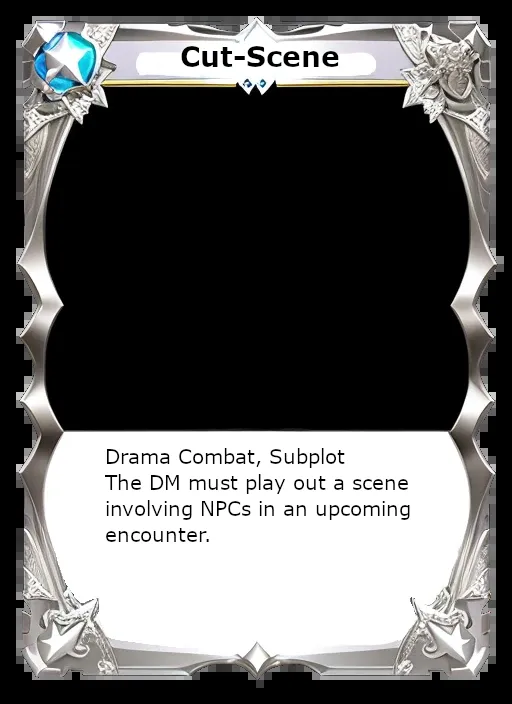 Cut-Scene
Drama Combat, Subplot
The DM must play out a scene
involving NPCs in an upcoming
encounter.